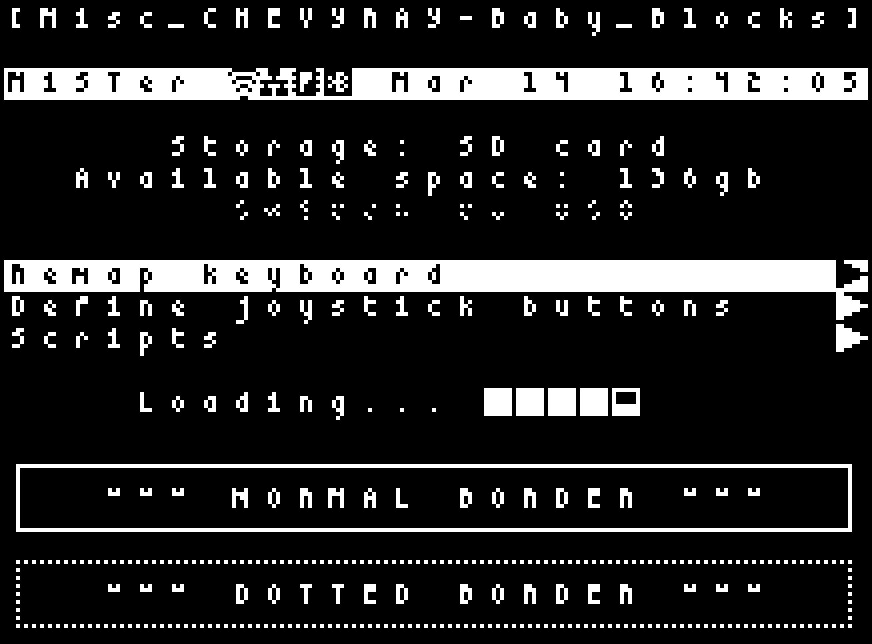 [Misc_CHEVYRAY-Baby_Blocks]
MiSTer Mar 14 16:42:05
Storage: SD card
Available space: 136gb
Remap keyboard
Define joystick buttons
Scripts
Loading...
""" NORMAL BORDER """
""" DOTTED BORDER """